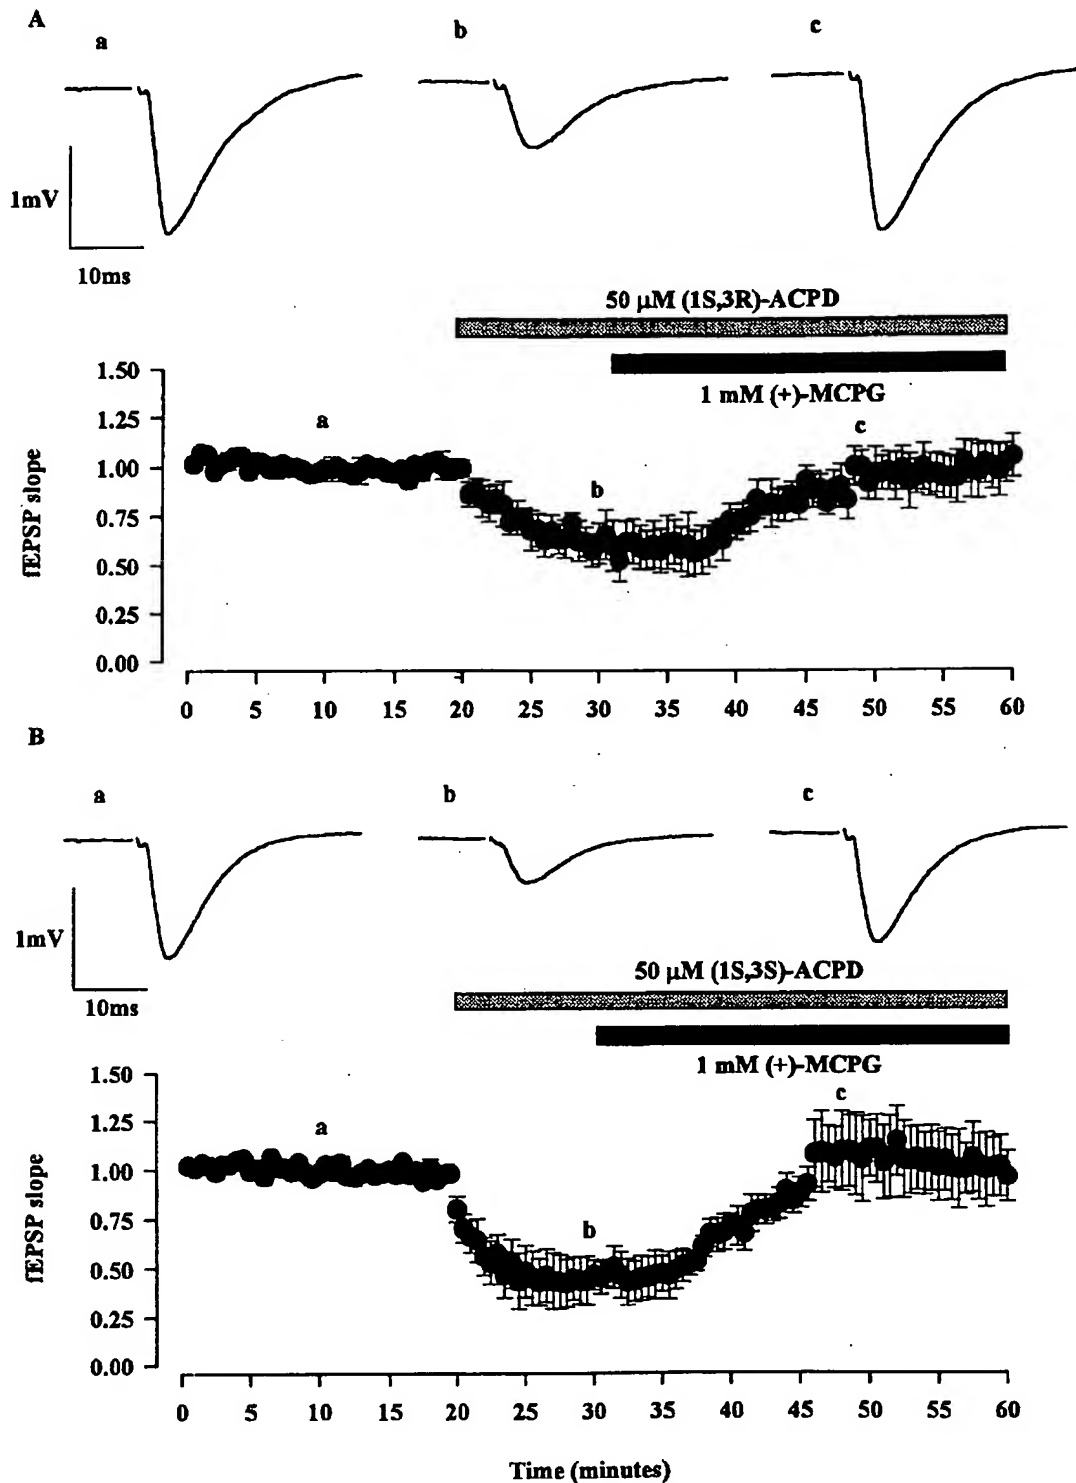 A
a b c
1mV
10ms
50 μM (1S,3R)-ACPD
1 mM (+)-MCPG
1.50
1.25
1.00
0.75
0.50
0.25
0.00
fEPSP slope
a
b
c
0 5 10 15 20 25 30 35 40 45 50 55 60
B
a b c
1mV
10ms
50 μM (1S,3S)-ACPD
1 mM (+)-MCPG
1.50
1.25
1.00
0.75
0.50
0.25
0.00
fEPSP slope
a
b
c
0 5 10 15 20 25 30 35 40 45 50 55 60
Time (minutes)